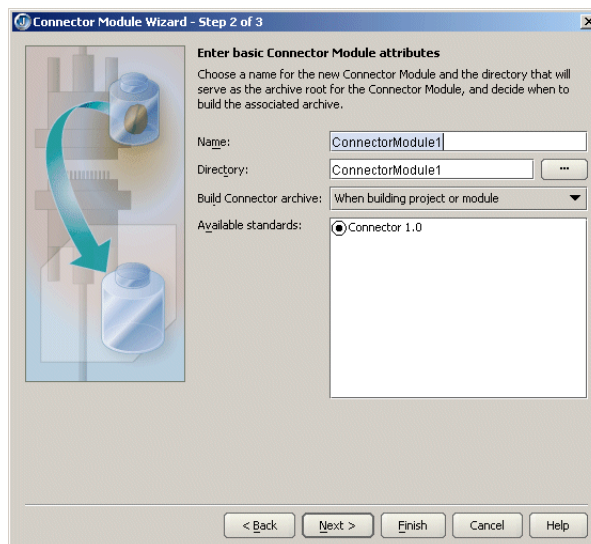 Connector Module Wizard - Step 2 of 3
Enter basic Connector Module attributes
Choose a name for the new Connector Module and the directory that will
serve as the archive root for the Connector Module, and decide when to
build the associated archive.
Name: ConnectorModule1
Directory: ConnectorModule1 ...
Build Connector archive: When building project or module
Available standards: Connector 1.0
< Back Next > Finish Cancel Help